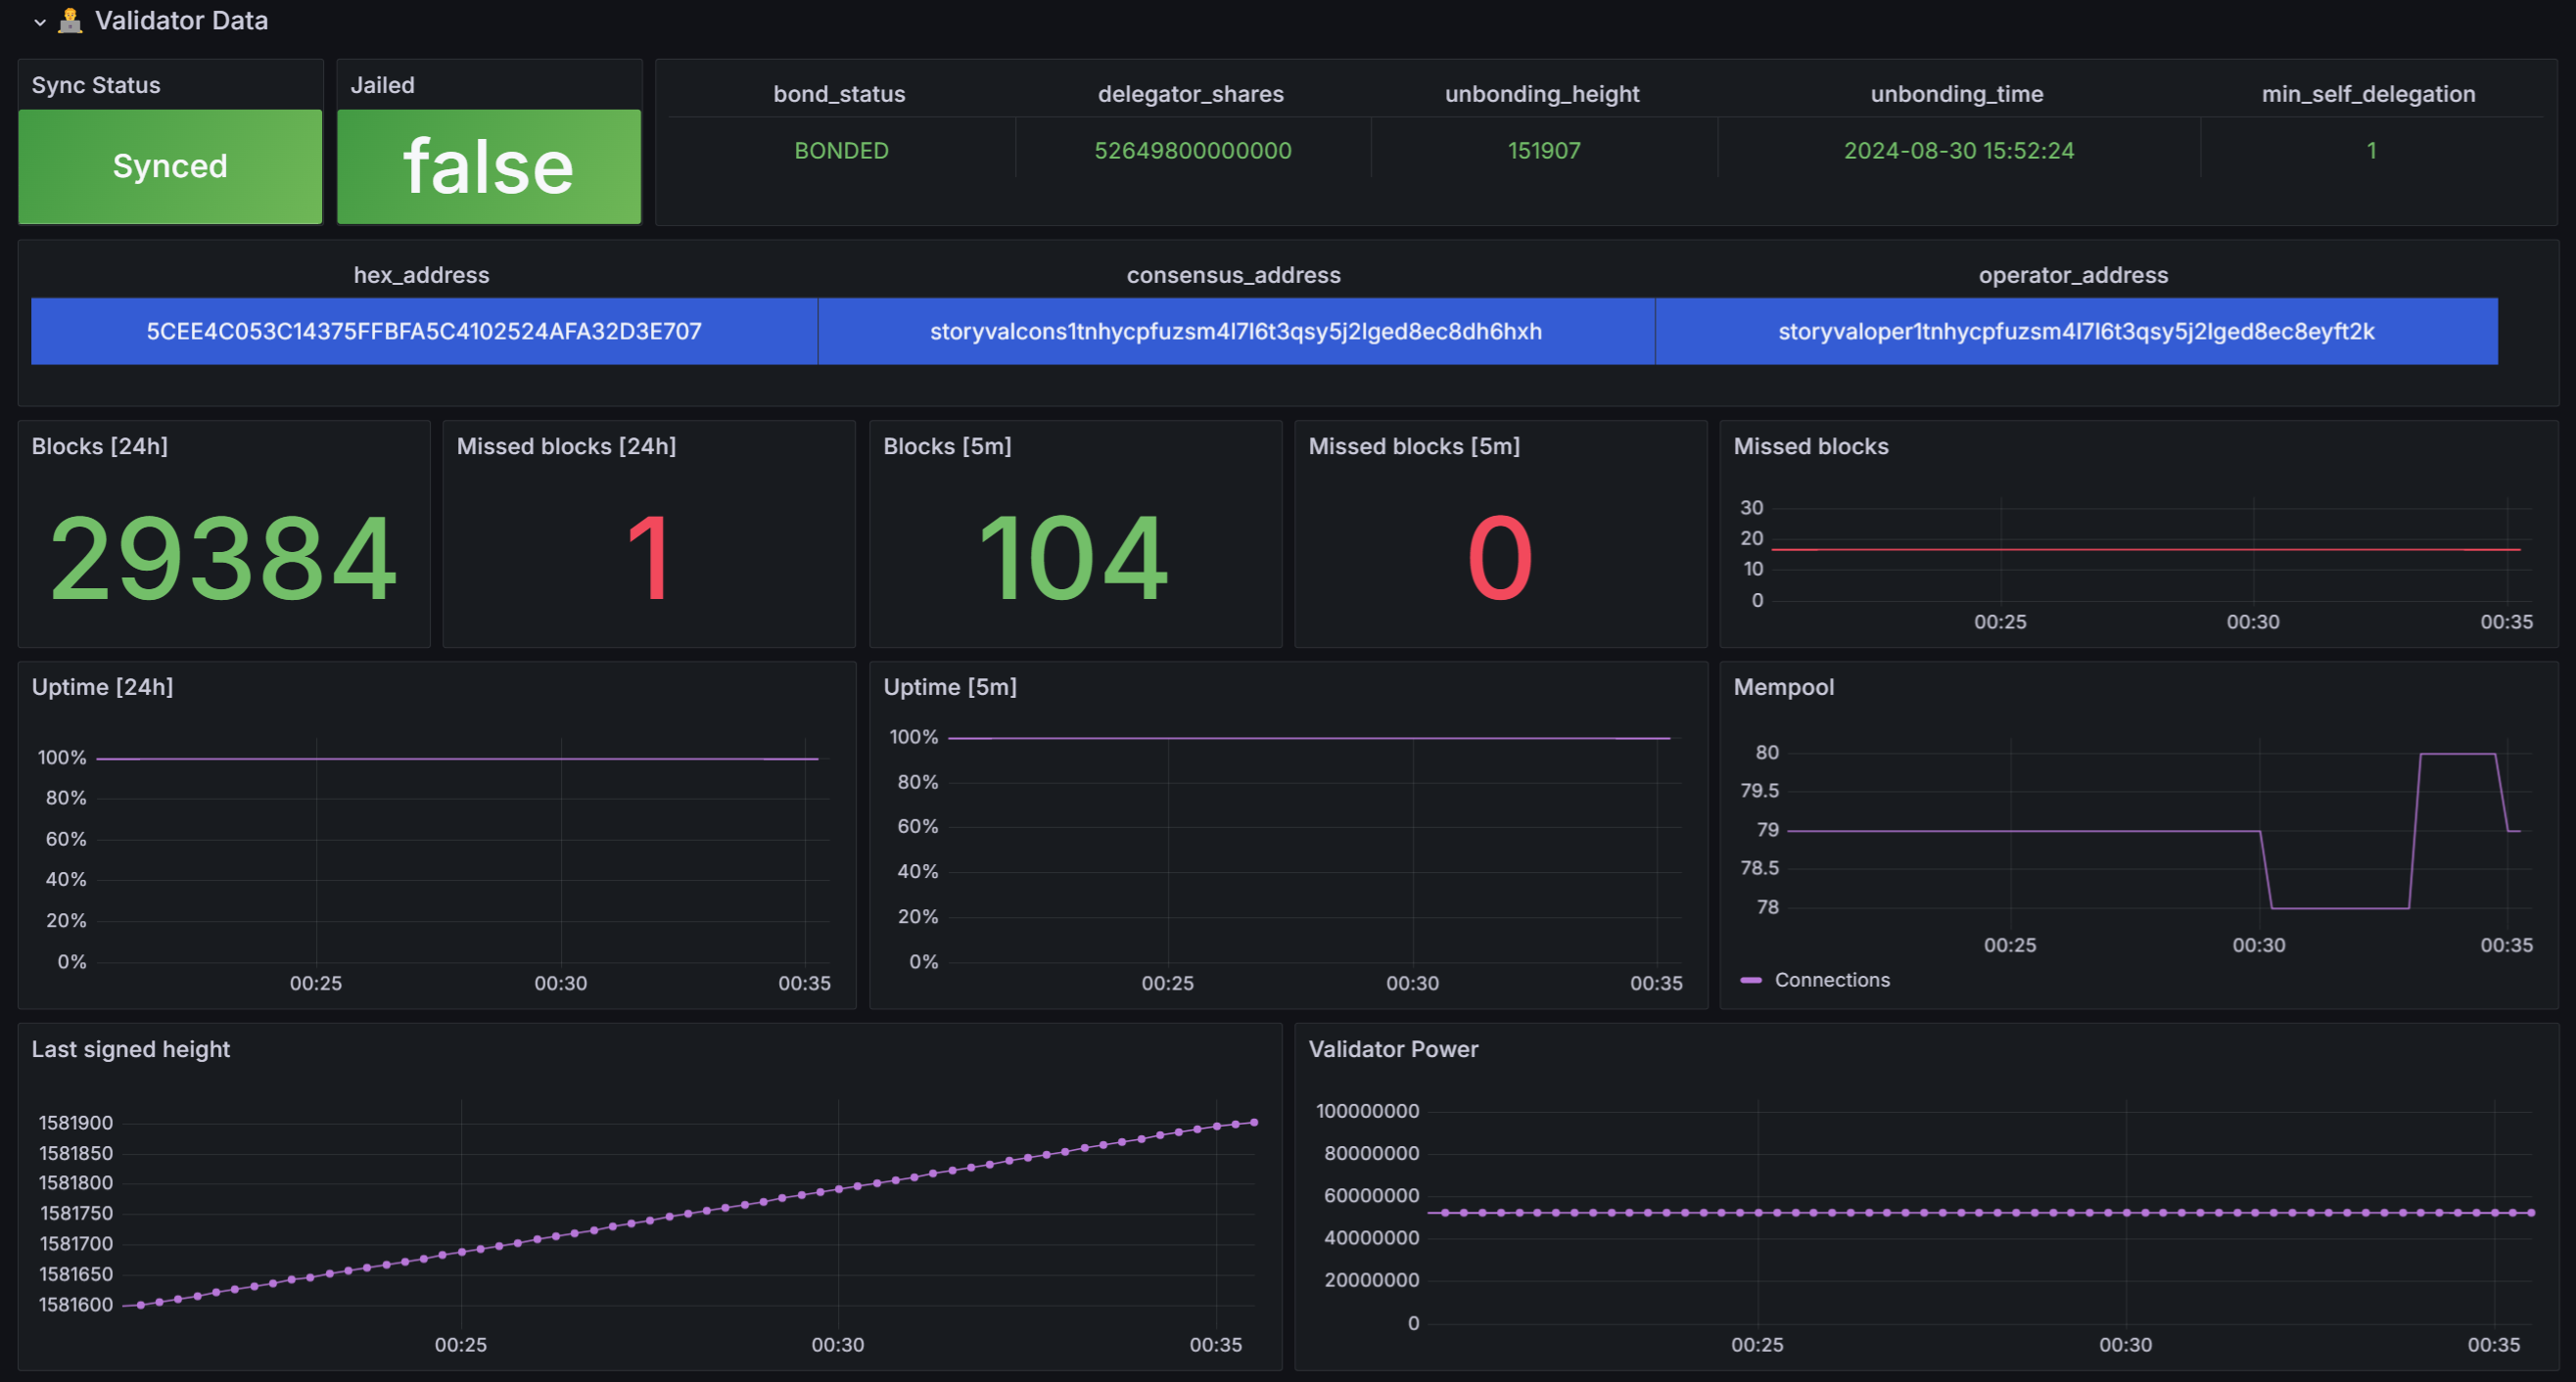 Validator Data
Sync Status
Synced
Jailed
false
bond_status delegator_shares unbonding_height unbonding_time min_self_delegation
BONDED 52649800000000 151907 2024-08-30 15:52:24 1
hex_address consensus_address operator_address
5CEE4C053C14375FFBFA5C4102524AFA32D3E707 storyvalcons1tnhycpfuzsm4l7l6t3qsy5j2lged8ec8dh6hxh storyvaloper1tnhycpfuzsm4l7l6t3qsy5j2lged8ec8eyft2k
Blocks [24h]
29384
Missed blocks [24h]
1
Blocks [5m]
104
Missed blocks [5m]
0
Missed blocks
30
20
10
0
00:25 00:30 00:35
Uptime [24h]
100%
80%
60%
40%
20%
0%
00:25 00:30 00:35
Uptime [5m]
100%
80%
60%
40%
20%
0%
00:25 00:30 00:35
Mempool
80
79.5
79
78.5
78
00:25 00:30 00:35
Connections
Last signed height
1581900
1581850
1581800
1581750
1581700
1581650
1581600
00:25 00:30 00:35
Validator Power
100000000
80000000
60000000
40000000
20000000
0
00:25 00:30 00:35